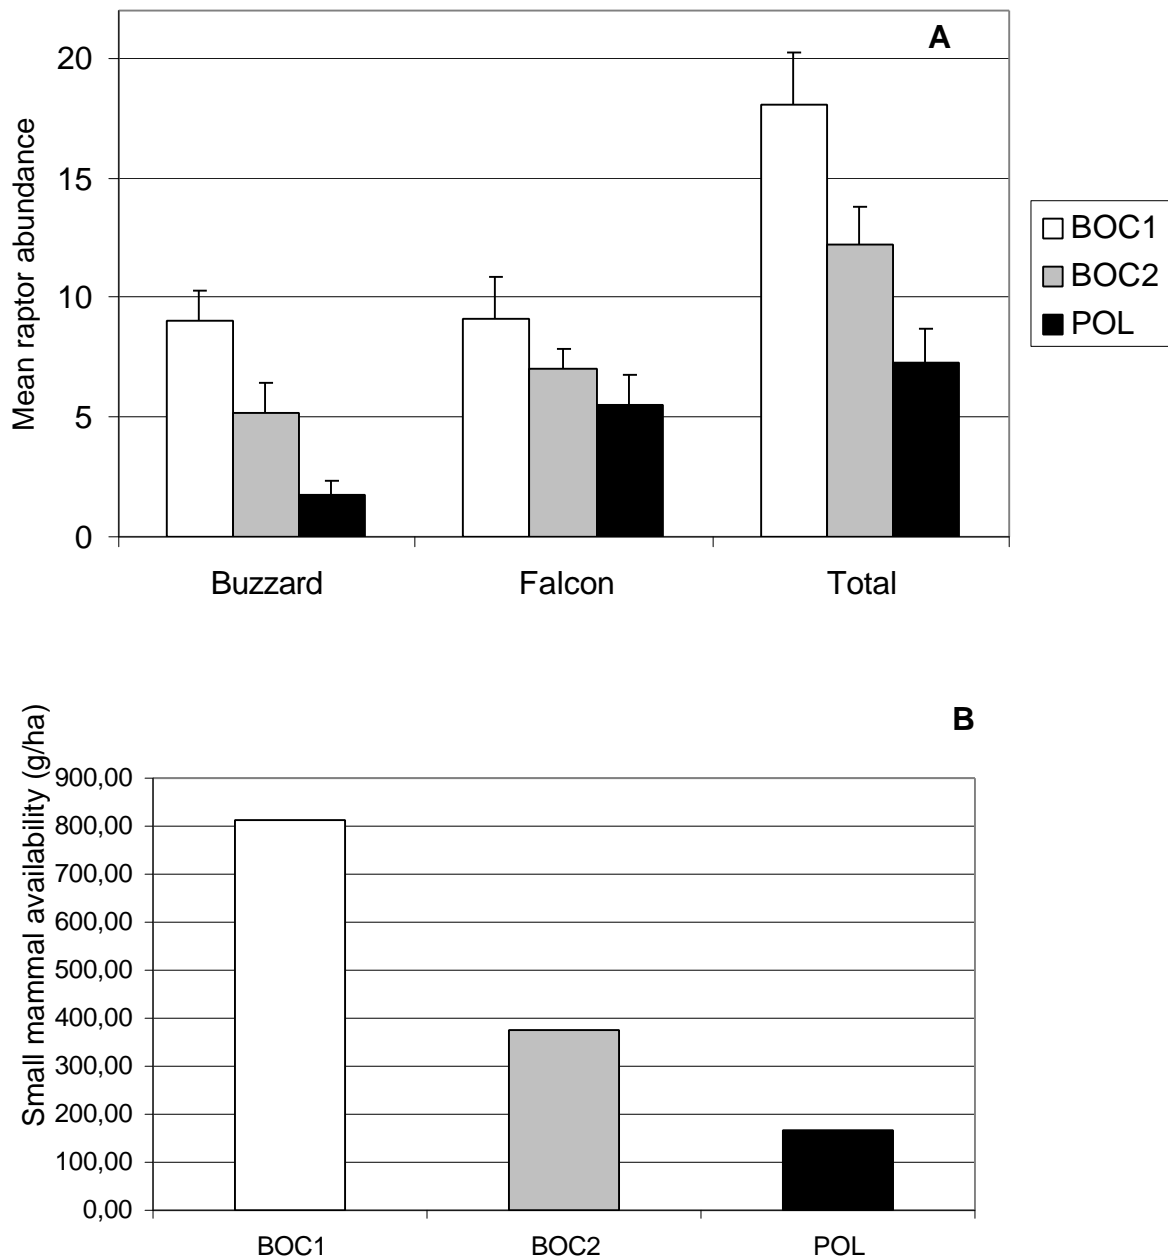 A
20
15
10
5
0
Mean raptor abundance
Buzzard Falcon Total
BOC1
BOC2
POL
B
Small mammal availability (g/ha)
900,00
800,00
700,00
600,00
500,00
400,00
300,00
200,00
100,00
0,00
BOC1 BOC2 POL